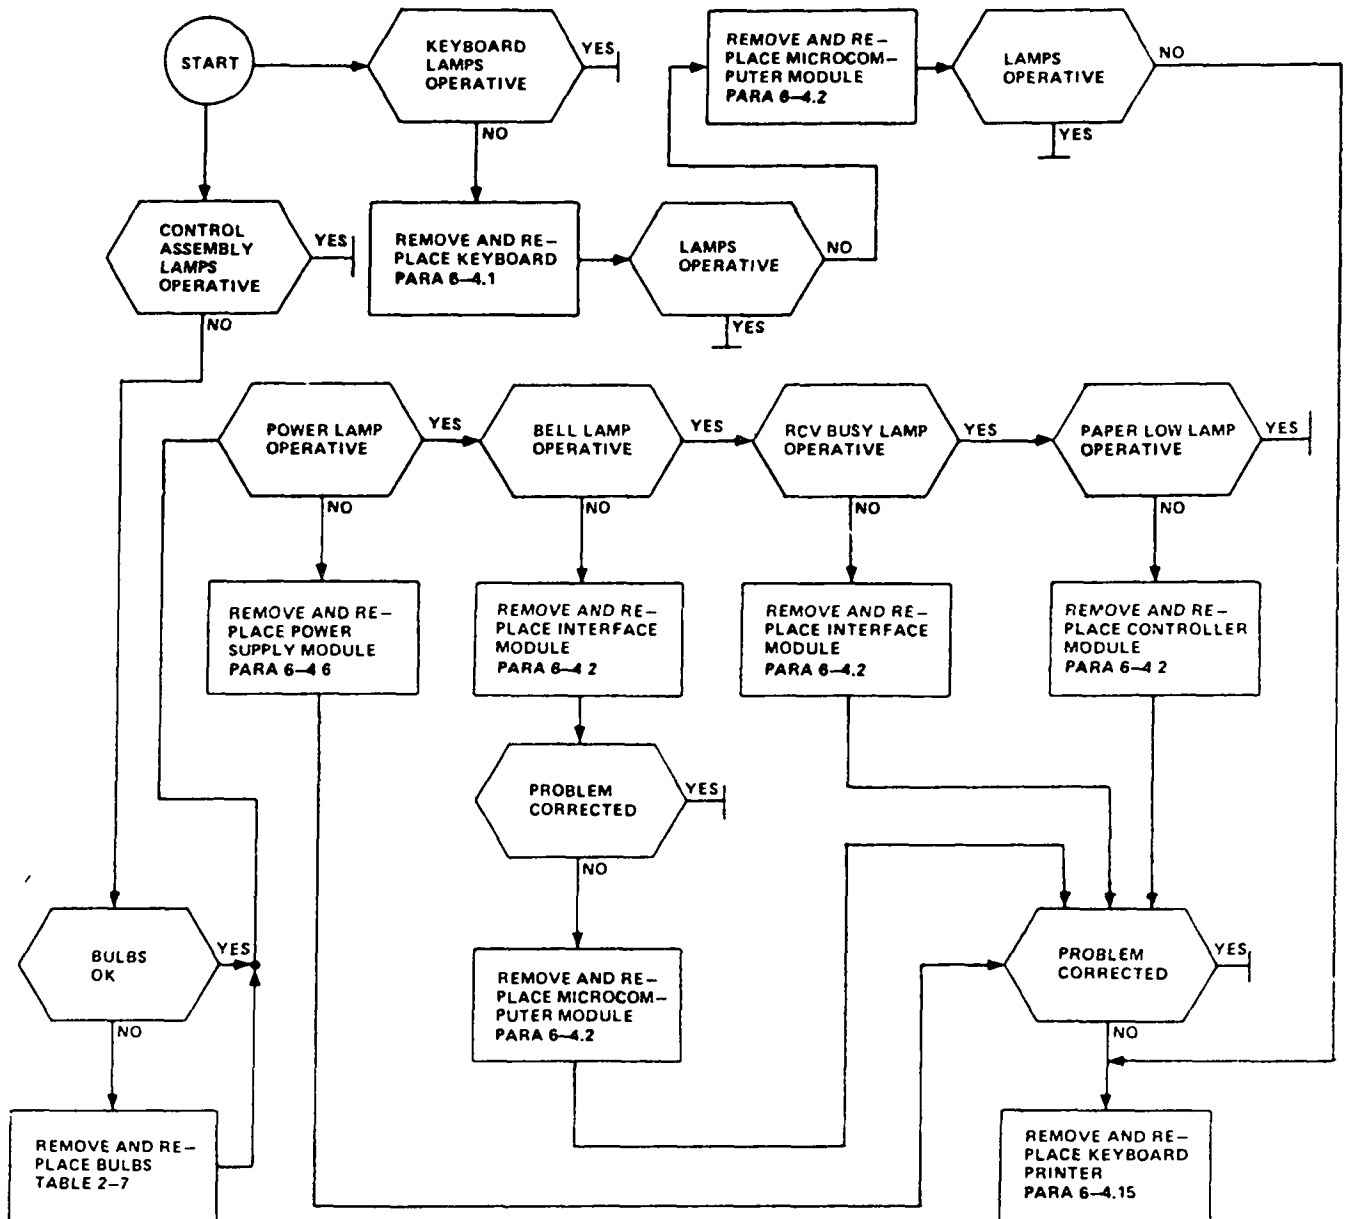 START
KEYBOARD
LAMPS
OPERATIVE
YES
NO
REMOVE AND RE–
PLACE MICROCOM–
PUTER MODULE
PARA 6–4.2
LAMPS
OPERATIVE
NO
YES
CONTROL
ASSEMBLY
LAMPS
OPERATIVE
YES
NO
REMOVE AND RE–
PLACE KEYBOARD
PARA 6–4.1
LAMPS
OPERATIVE
NO
YES
POWER LAMP
OPERATIVE
YES
NO
BELL LAMP
OPERATIVE
YES
NO
RCV BUSY LAMP
OPERATIVE
YES
NO
PAPER LOW LAMP
OPERATIVE
YES
NO
REMOVE AND RE–
PLACE POWER
SUPPLY MODULE
PARA 6–4 6
REMOVE AND RE–
PLACE INTERFACE
MODULE
PARA 6–4 2
REMOVE AND RE–
PLACE INTERFACE
MODULE
PARA 6–4.2
REMOVE AND RE–
PLACE CONTROLLER
MODULE
PARA 6–4 2
PROBLEM
CORRECTED
YES
NO
BULBS
OK
YES
NO
REMOVE AND RE–
PLACE MICROCOM–
PUTER MODULE
PARA 6–4.2
PROBLEM
CORRECTED
YES
NO
REMOVE AND RE–
PLACE BULBS
TABLE 2–7
REMOVE AND RE–
PLACE KEYBOARD
PRINTER
PARA 6–4.15